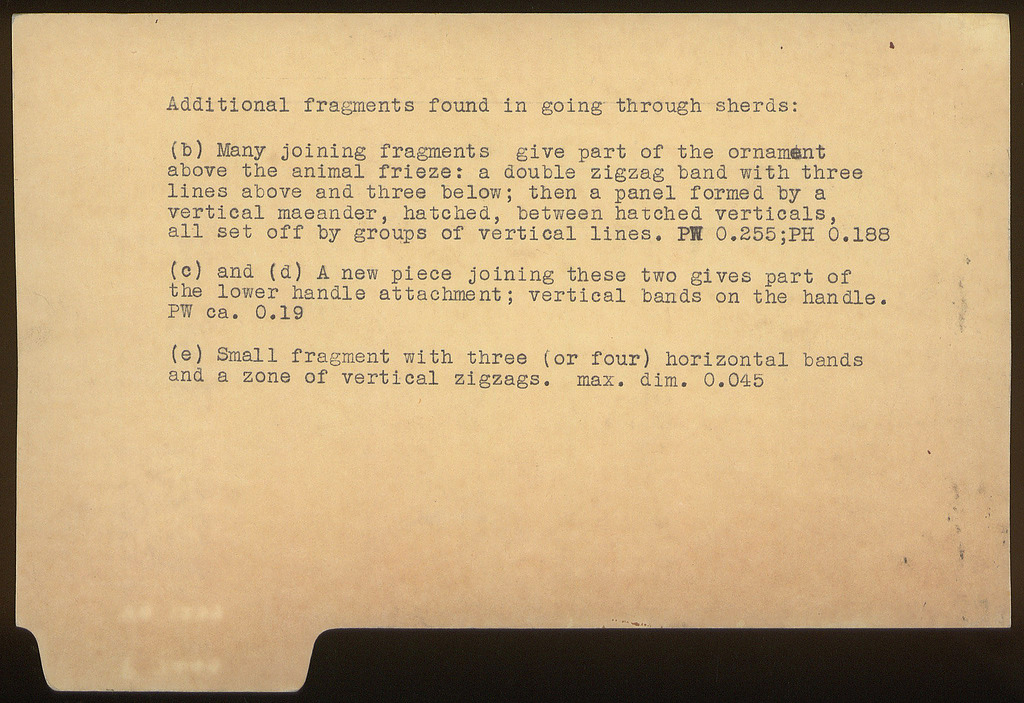 Additional fragments found in going through sherds:
(b) Many joining fragments give part of the ornament
above the animal frieze: a double zigzag band with three
lines above and three below; then a panel formed by a
vertical maeander, hatched, between hatched verticals,
all set off by groups of vertical lines. PW 0.255;PH 0.188
(c) and (d) A new piece joining these two gives part of
the lower handle attachment; vertical bands on the handle.
PW ca. 0.19
(e) Small fragment with three (or four) horizontal bands
and a zone of vertical zigzags. max. dim. 0.045